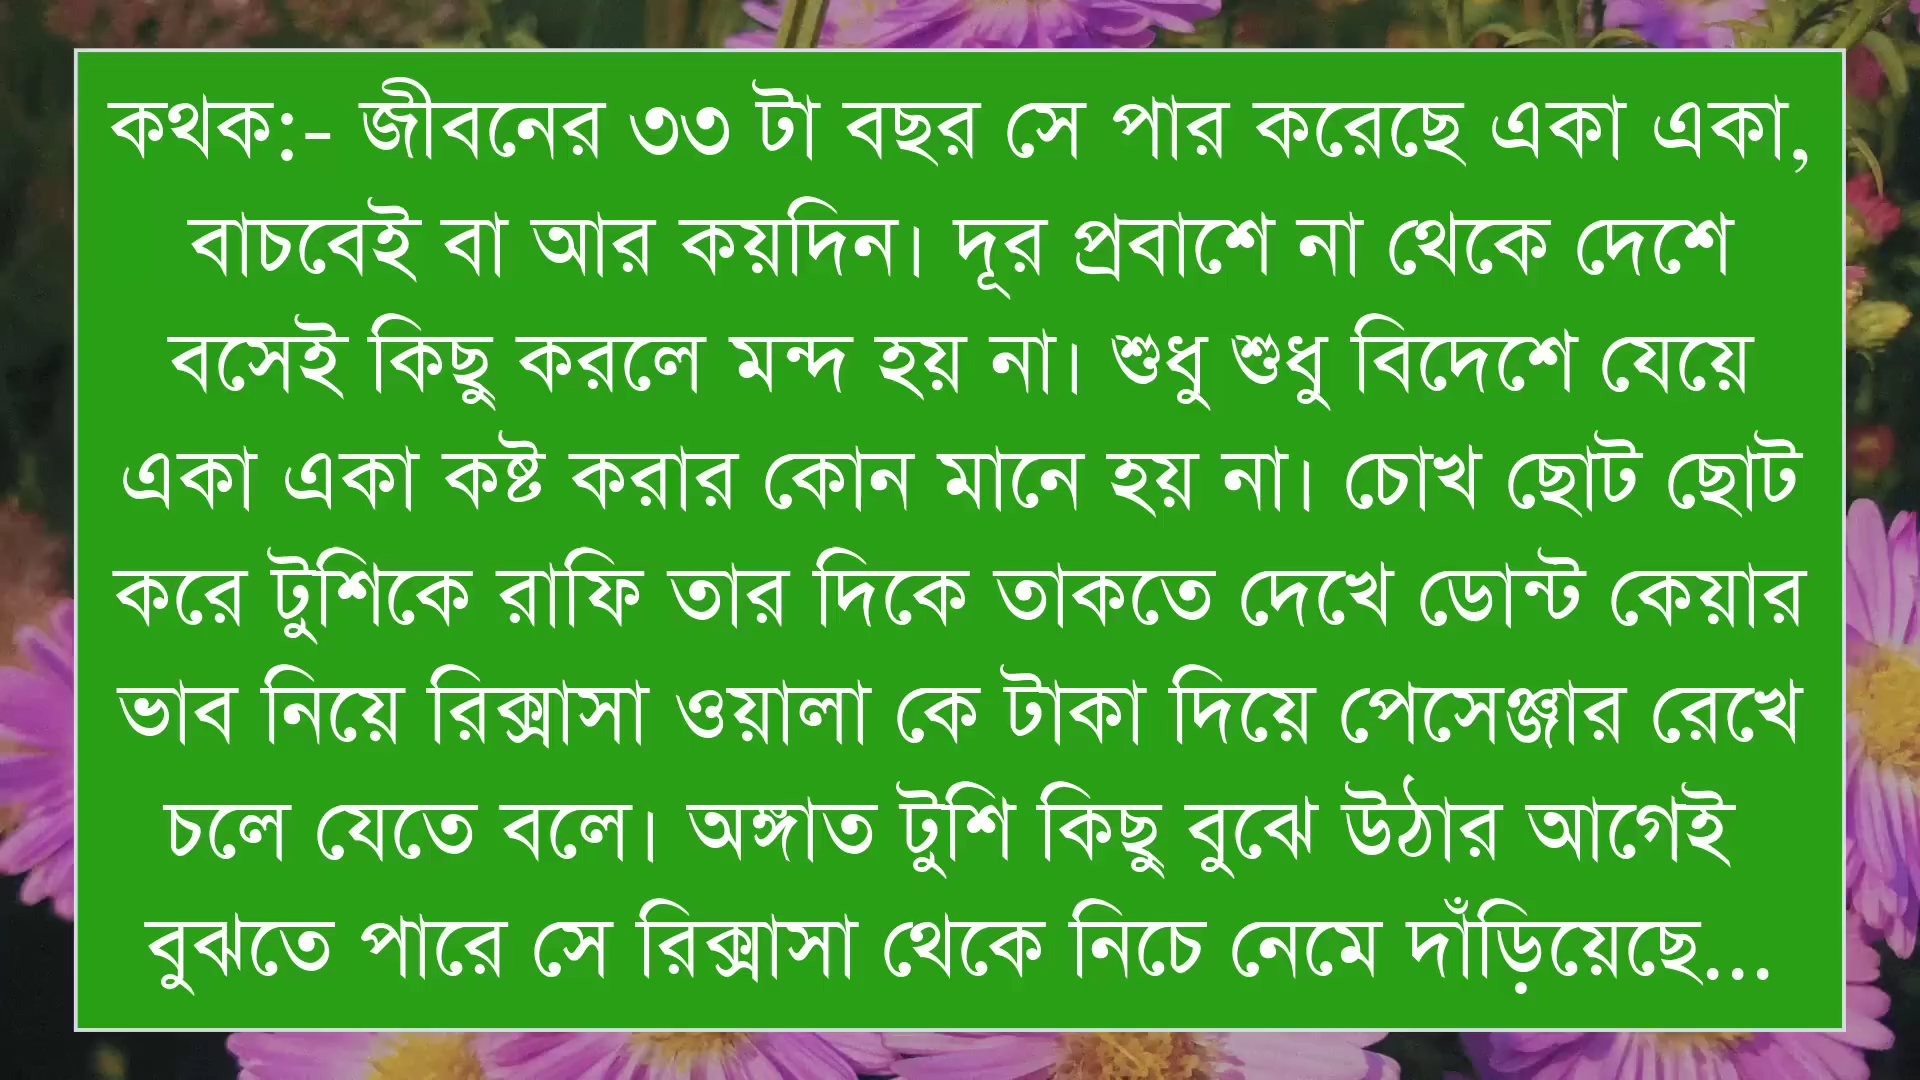 কথক:- জীবনের ৩৩ টা বছর সে পার করেছে একা একা,
বাচবেই বা আর কয়দিন। দূর প্রবাশে না থেকে দেশে
বসেই কিছু করলে মন্দ হয় না। শুধু শুধু বিদেশে যেয়ে
একা একা কষ্ট করার কোন মানে হয় না। চোখ ছোট ছোট
করে টুশিকে রাফি তার দিকে তাকতে দেখে ডোন্ট কেয়ার
ভাব নিয়ে রিক্সাসা ওয়ালা কে টাকা দিয়ে পেসেঞ্জার রেখে
চলে যেতে বলে। অঙ্গাত টুশি কিছু বুঝে উঠার আগেই
বুঝতে পারে সে রিক্সাসা থেকে নিচে নেমে দাঁড়িয়েছে...